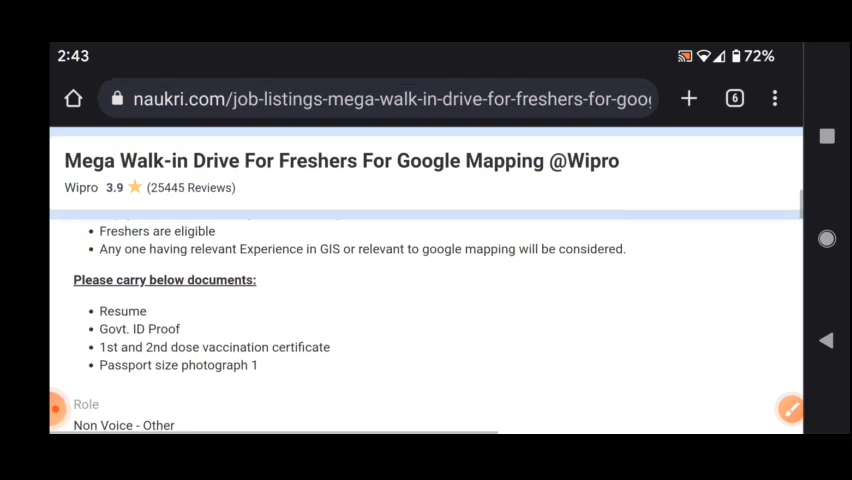 2:43
72%
naukri.com/job-listings-mega-walk-in-drive-for-freshers-for-goog
6
Mega Walk-in Drive For Freshers For Google Mapping @Wipro
Wipro 3.9 (25445 Reviews)
Freshers are eligible
Any one having relevant Experience in GIS or relevant to google mapping will be considered.
Please carry below documents:
Resume
Govt. ID Proof
1st and 2nd dose vaccination certificate
Passport size photograph 1
Role
Non Voice - Other